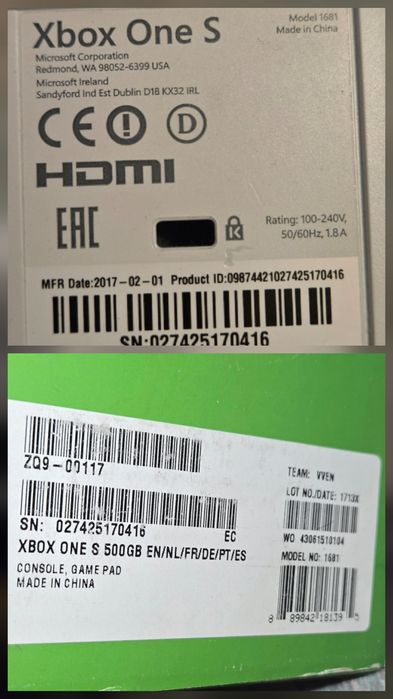 Xbox One S
Model 1681
Made in China
Microsoft Corporation
Redmond, WA 98052-6399 USA
Microsoft Ireland
Sandyford Ind Est Dublin D18 KX32 IRL
CE D
HDMI
EAC
K
Rating: 100-240V,
50/60Hz, 1.8 A
MFR Date:2017-02-01 Product ID:09874421027425170416
SN:027425170416
ZQ9-00117
SN: 027425170416 EC
XBOX ONE S 500GB EN/NL/FR/DE/PT/ES
CONSOLE, GAME PAD
MADE IN CHINA
TEAM: VVEN
LOT NO./DATE: 1713X
WO 43061510104
MODEL NO: 1681
8 89842 18139 5